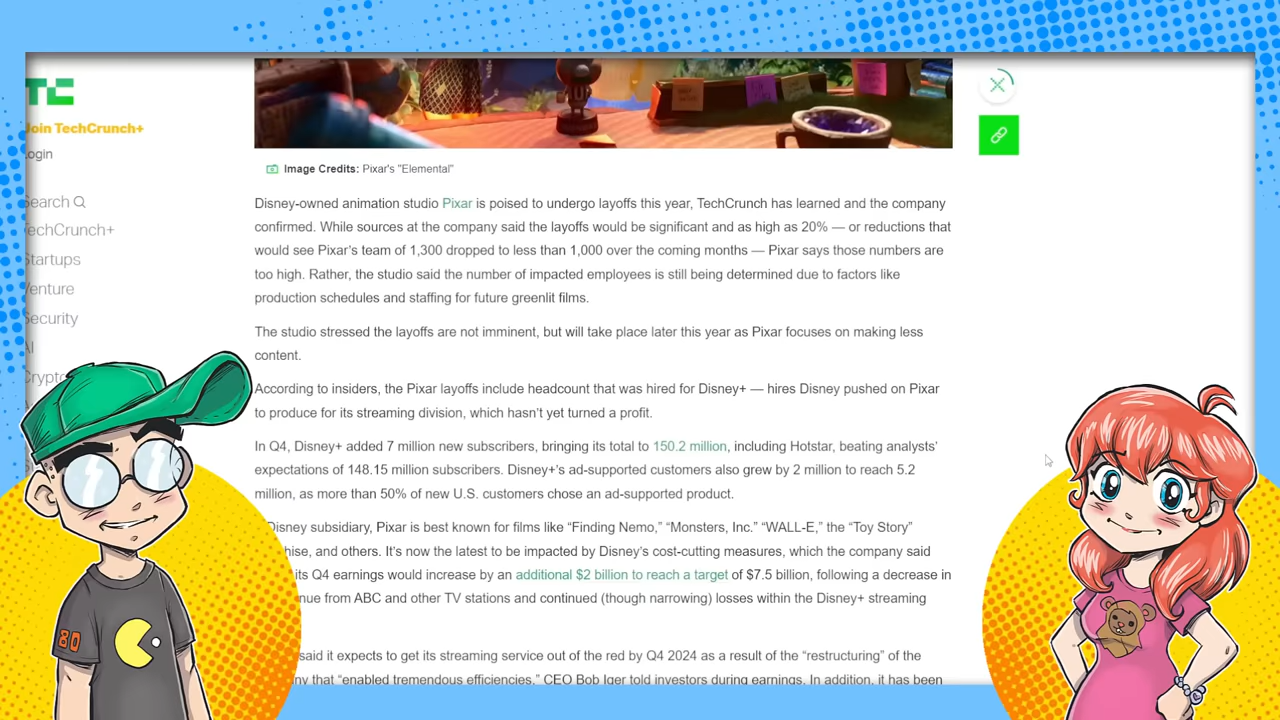 TC
Join TechCrunch+
Login
Search
TechCrunch+
Startups
Venture
Security
AI
Crypto
Image Credits: Pixar's "Elemental"
Disney-owned animation studio Pixar is poised to undergo layoffs this year, TechCrunch has learned and the company
confirmed. While sources at the company said the layoffs would be significant and as high as 20% — or reductions that
would see Pixar's team of 1,300 dropped to less than 1,000 over the coming months — Pixar says those numbers are
too high. Rather, the studio said the number of impacted employees is still being determined due to factors like
production schedules and staffing for future greenlit films.
The studio stressed the layoffs are not imminent, but will take place later this year as Pixar focuses on making less
content.
According to insiders, the Pixar layoffs include headcount that was hired for Disney+ — hires Disney pushed on Pixar
to produce for its streaming division, which hasn't yet turned a profit.
In Q4, Disney+ added 7 million new subscribers, bringing its total to 150.2 million, including Hotstar, beating analysts'
expectations of 148.15 million subscribers. Disney+'s ad-supported customers also grew by 2 million to reach 5.2
million, as more than 50% of new U.S. customers chose an ad-supported product.
Disney subsidiary, Pixar is best known for films like “Finding Nemo,” “Monsters, Inc.” “WALL-E,” the “Toy Story”
hise, and others. It's now the latest to be impacted by Disney's cost-cutting measures, which the company said
its Q4 earnings would increase by an additional $2 billion to reach a target of $7.5 billion, following a decrease in
nue from ABC and other TV stations and continued (though narrowing) losses within the Disney+ streaming
said it expects to get its streaming service out of the red by Q4 2024 as a result of the “restructuring” of the
ny that “enabled tremendous efficiencies,” CEO Bob Iger told investors during earnings. In addition, it has been
80